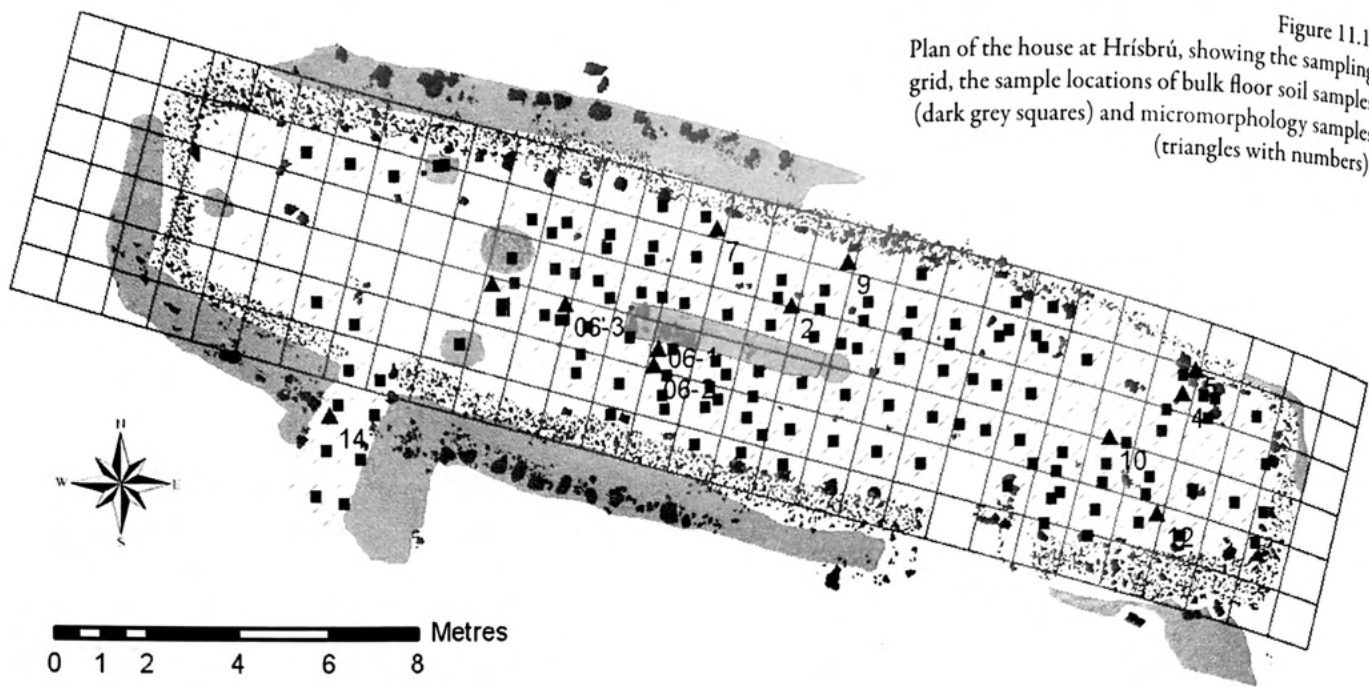 Figure 11.1
Plan of the house at Hrísbrú, showing the sampling
grid, the sample locations of bulk floor soil samples
(dark grey squares) and micromorphology samples
(triangles with numbers)
7
9
2
06-3
06-1
06-2
4
10
12
14
N
W E
S
Metres
0 1 2 4 6 8